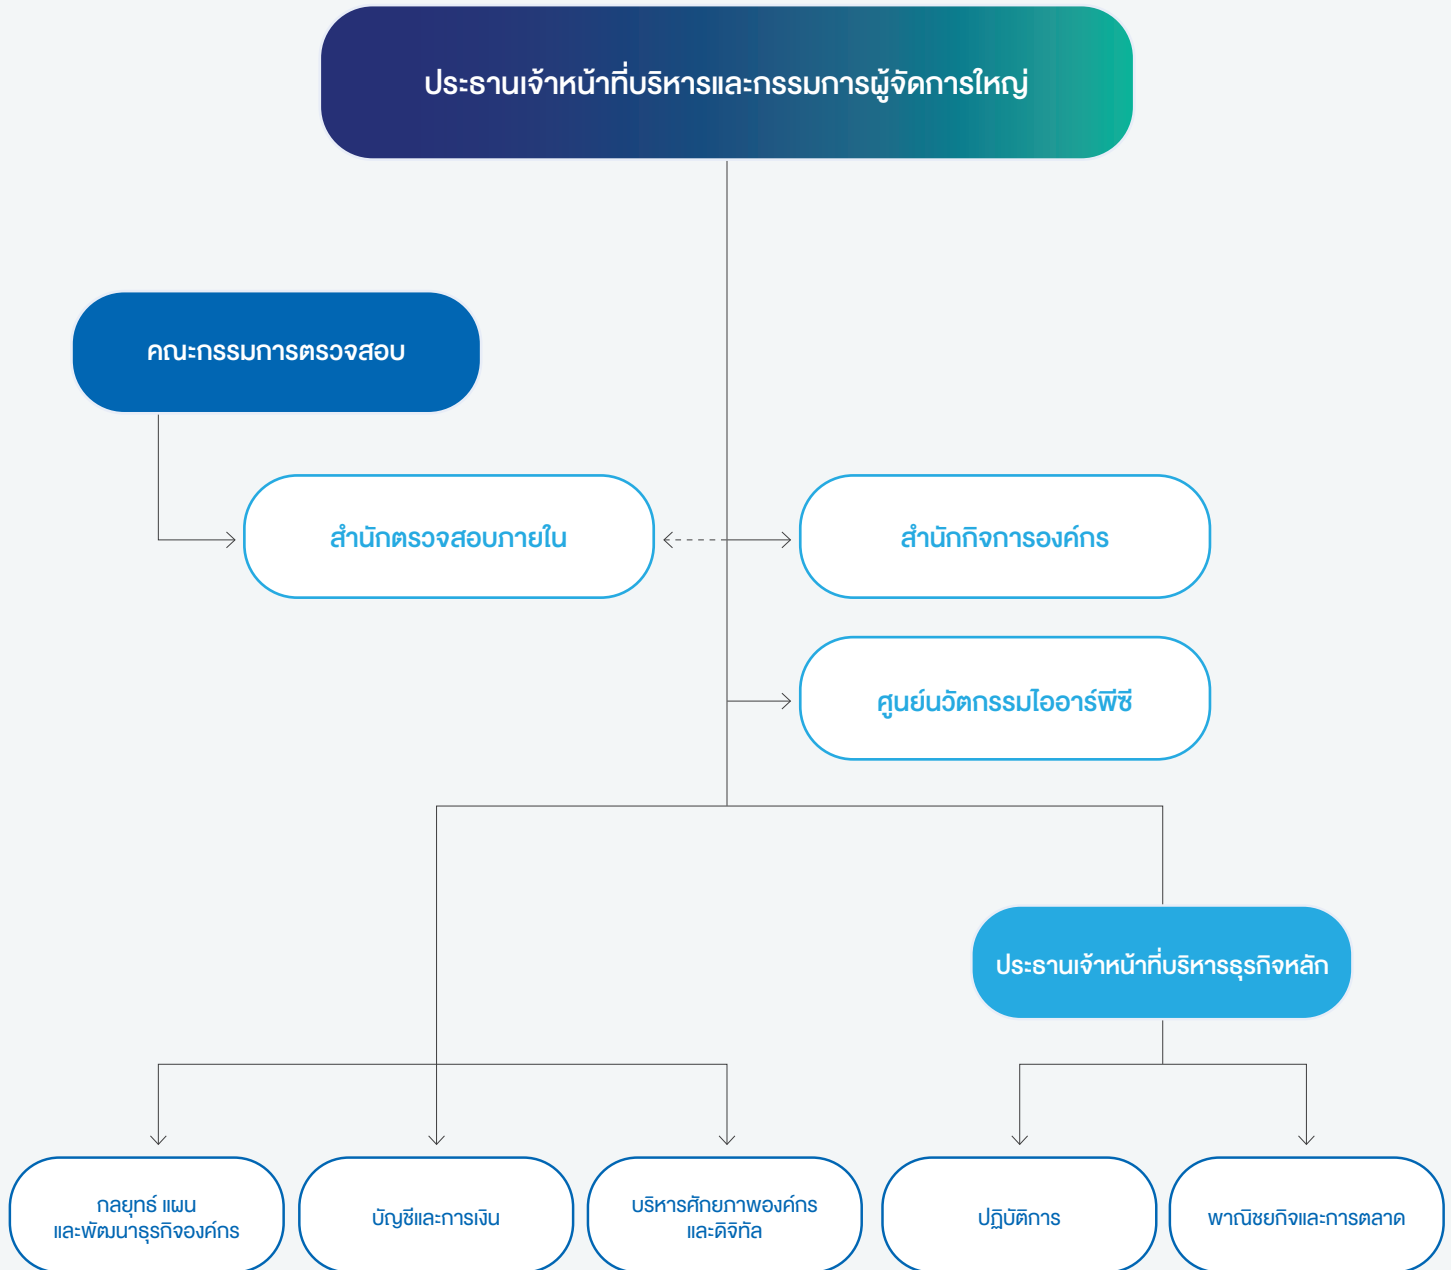 ประธานเจ้าหน้าที่บริหารและกรรมการผู้จัดการใหญ่
คณะกรรมการตรวจสอบ
สำนักตรวจสอบภายใน
สำนักกิจการองค์กร
ศูนย์นวัตกรรมไออาร์พีซี
ประธานเจ้าหน้าที่บริหารธุรกิจหลัก
กลยุทธ์ แผน
และพัฒนาธุรกิจองค์กร
บัญชีและการเงิน
บริหารศักยภาพองค์กร
และดิจิทัล
ปฏิบัติการ
พาณิชยกิจและการตลาด